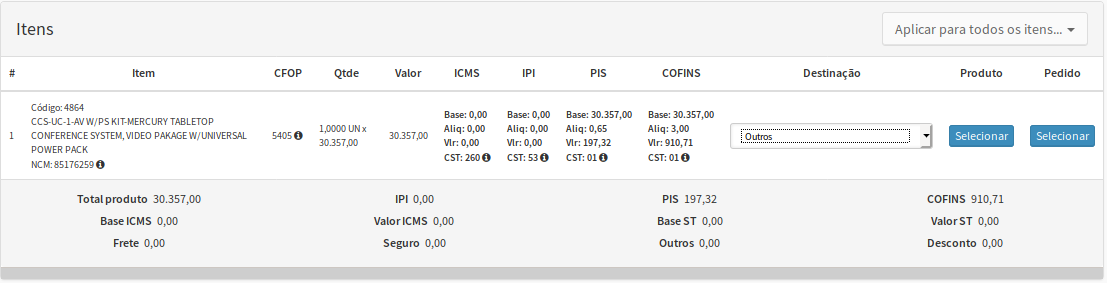 Itens
Aplicar para todos os itens...
# Item CFOP Qtde Valor ICMS IPI PIS COFINS Destinação Produto Pedido
1
Código: 4864
CCS-UC-1-AV W/PS KIT-MERCURY TABLETOP
CONFERENCE SYSTEM, VIDEO PAKAGE W/UNIVERSAL
POWER PACK
NCM: 85176259
5405
1,0000 UN x
30.357,00
30.357,00
Base: 0,00
Aliq: 0,00
Vlr: 0,00
CST: 260
Base: 0,00
Aliq: 0,00
Vlr: 0,00
CST: 53
Base: 30.357,00
Aliq: 0,65
Vlr: 197,32
CST: 01
Base: 30.357,00
Aliq: 3,00
Vlr: 910,71
CST: 01
Outros
Selecionar
Selecionar
Total produto 30.357,00 IPI 0,00 PIS 197,32 COFINS 910,71
Base ICMS 0,00 Valor ICMS 0,00 Base ST 0,00 Valor ST 0,00
Frete 0,00 Seguro 0,00 Outros 0,00 Desconto 0,00